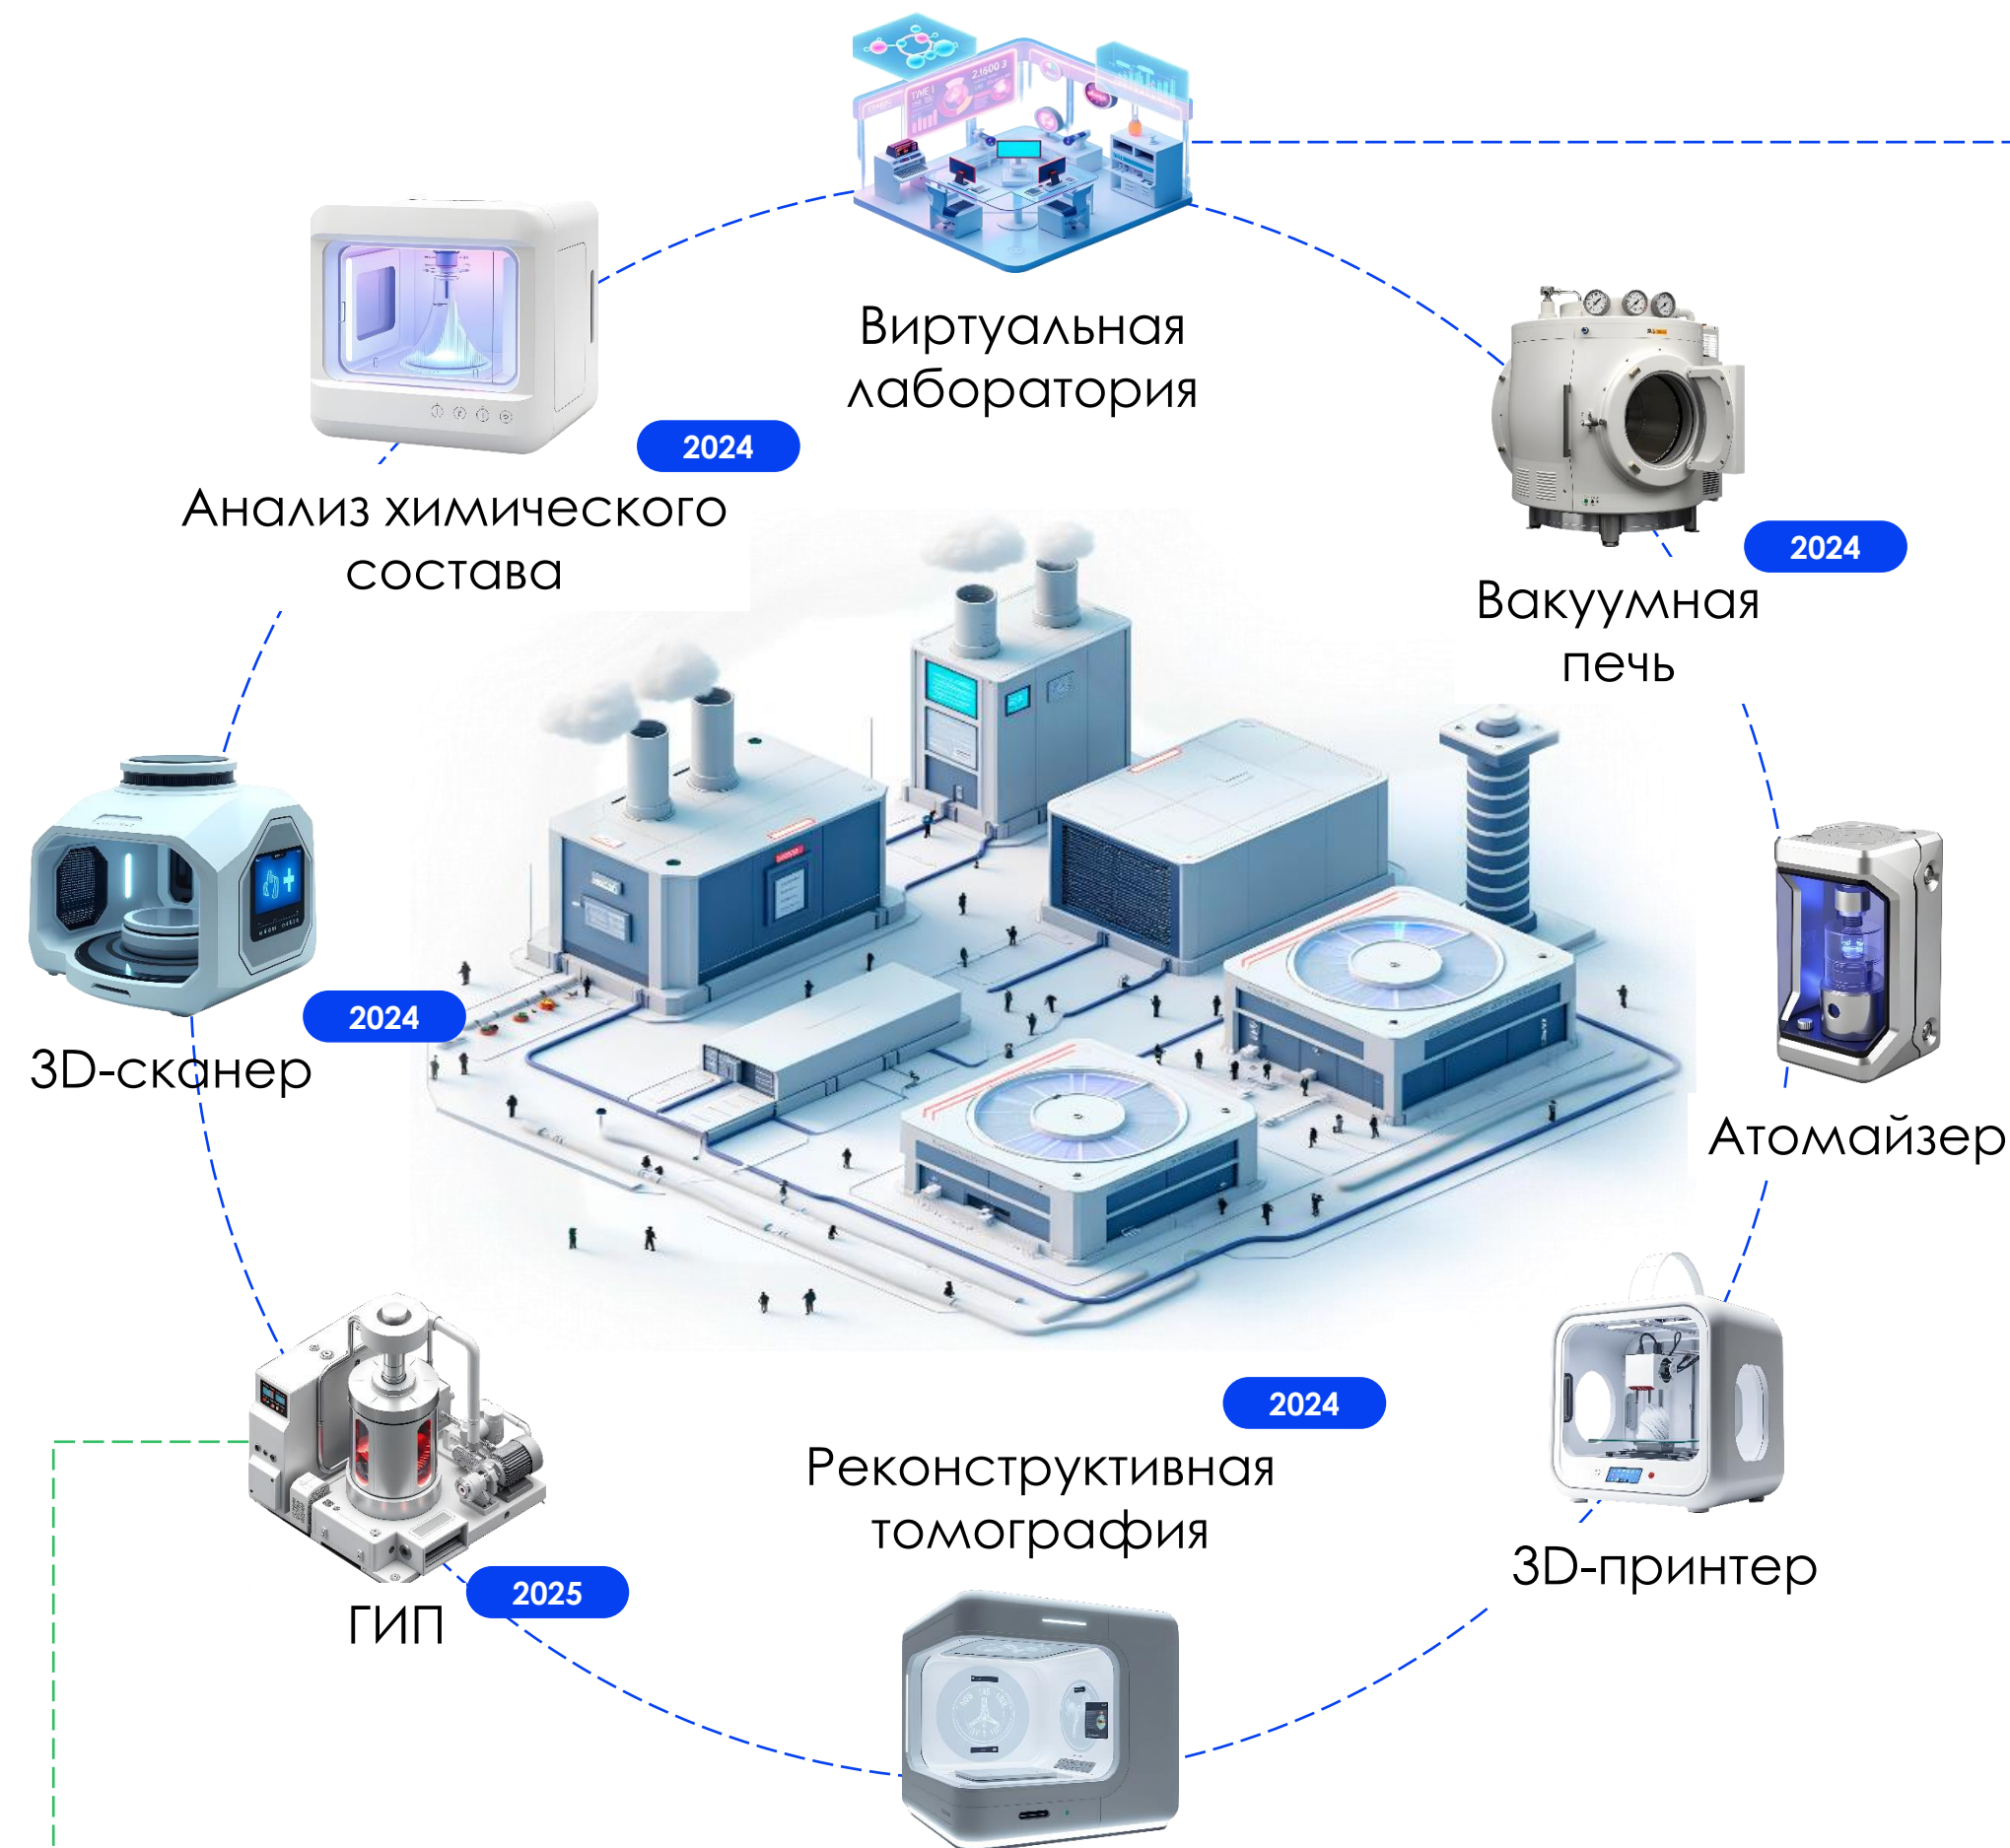 Виртуальная
лаборатория
2024
Анализ химического
состава
2024
Вакуумная
печь
2024
3D-сканер
Атомайзер
2024
Реконструктивная
томография
3D-принтер
2025
ГИП